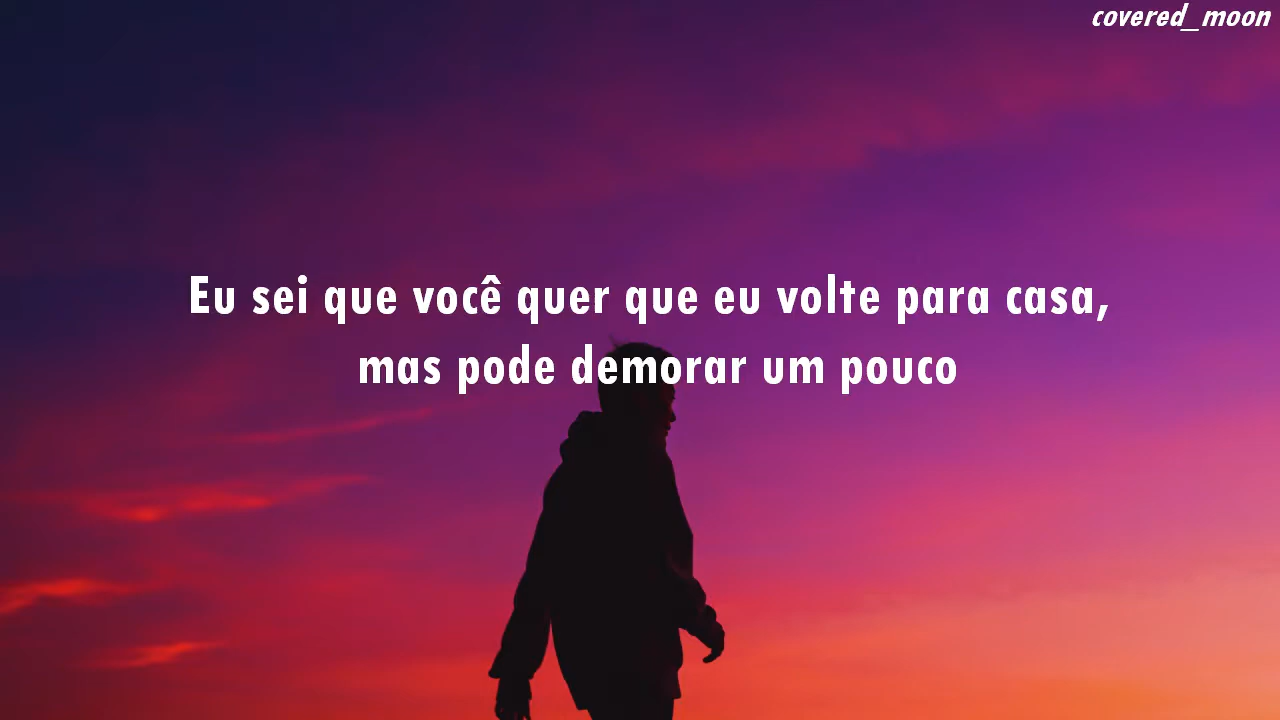 covered_moon
Eu sei que você quer que eu volte para casa,
mas pode demorar um pouco